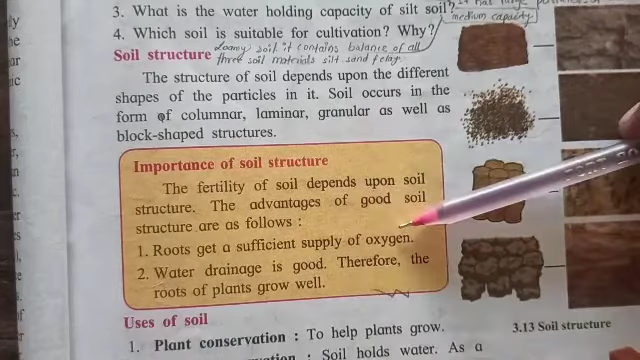 3. What is the water holding capacity of silt soil?
medium capacity
4. Which soil is suitable for cultivation? Why?
Loamy soil it contains balance of all
three soil materials silt sand & clay
Soil structure
The structure of soil depends upon the different
shapes of the particles in it. Soil occurs in the
form of columnar, laminar, granular as well as
block-shaped structures.
Importance of soil structure
The fertility of soil depends upon soil
structure. The advantages of good soil
structure are as follows :
1. Roots get a sufficient supply of oxygen.
2. Water drainage is good. Therefore, the
roots of plants grow well.
3.13 Soil structure
Uses of soil
1. Plant conservation : To help plants grow.
: Soil holds water. As a